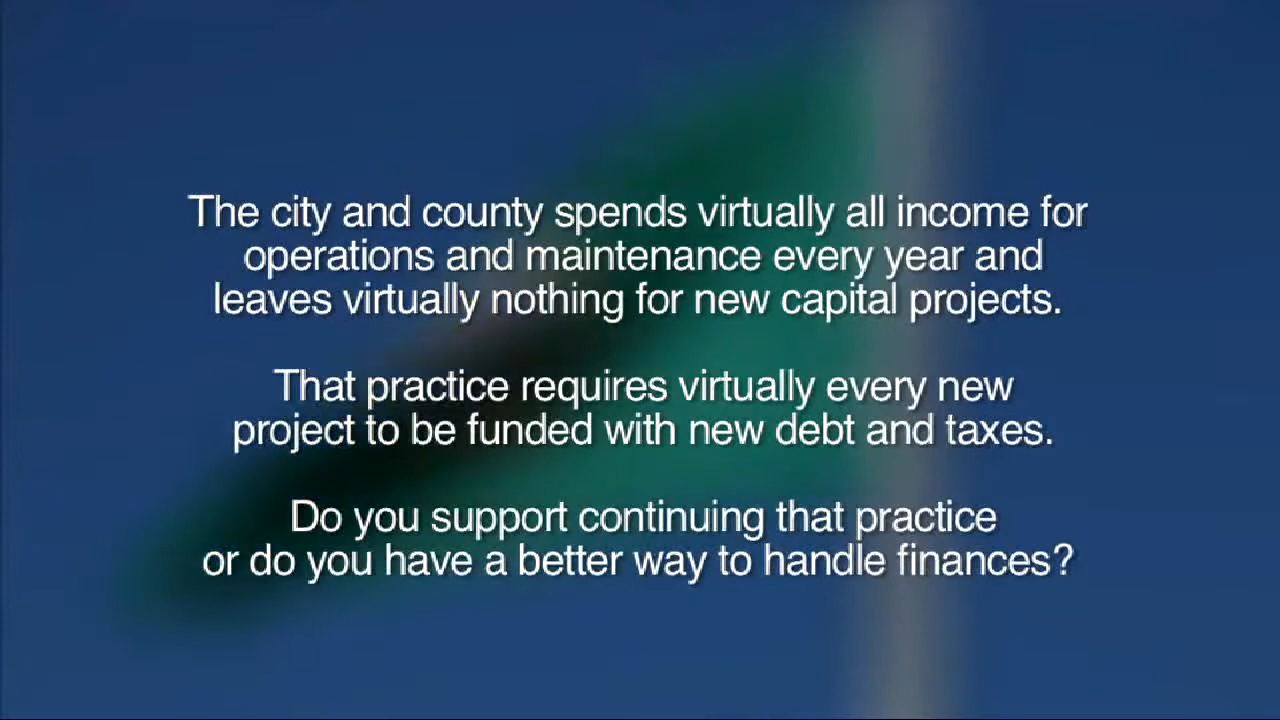 The city and county spends virtually all income for
operations and maintenance every year and
leaves virtually nothing for new capital projects.
That practice requires virtually every new
project to be funded with new debt and taxes.
Do you support continuing that practice
or do you have a better way to handle finances?